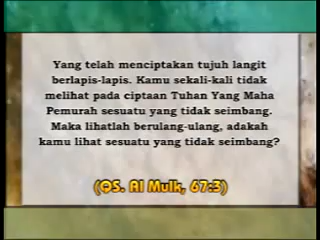 Yang telah menciptakan tujuh langit
berlapis-lapis. Kamu sekali-kali tidak
melihat pada ciptaan Tuhan Yang Maha
Pemurah sesuatu yang tidak seimbang.
Maka lihatlah berulang-ulang, adakah
kamu lihat sesuatu yang tidak seimbang?
(QS. Al Mulk, 67:3)